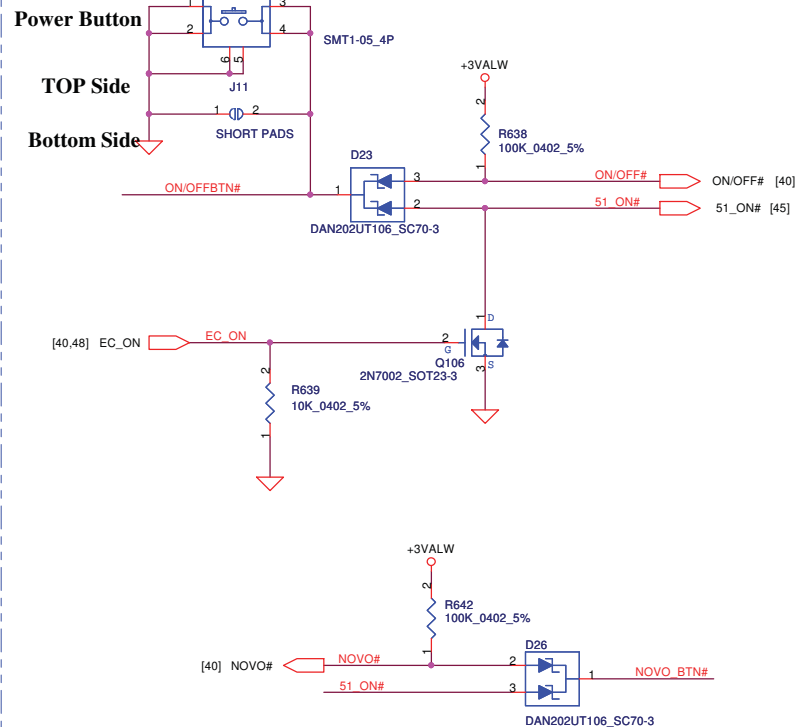 1
3
Power Button
2
4
SMT1-05_4P
6
5
+3VALW
TOP Side
J11
2
1
2
R638
100K_0402_5%
Bottom Side
SHORT PADS
D23
1
3
ON/OFF#
ON/OFF# [40]
ON/OFFBTN#
1
2
51_ON#
51_ON# [45]
DAN202UT106_SC70-3
1
D
[40,48] EC_ON
EC_ON
2
G
Q106
S
3
2N7002_SOT23-3
2
R639
10K_0402_5%
1
+3VALW
2
R642
100K_0402_5%
1
D26
[40] NOVO#
NOVO#
2
1
NOVO_BTN#
51_ON#
3
DAN202UT106_SC70-3